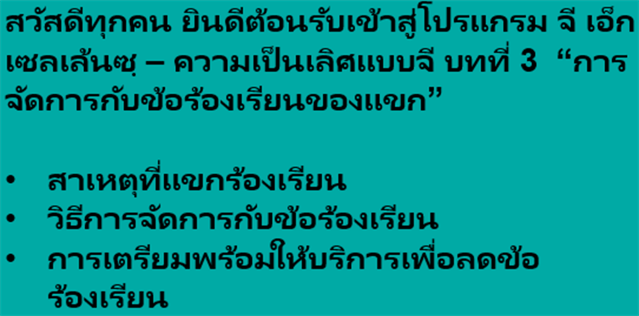 สวัสดีทุกคน ยินดีต้อนรับเข้าสู่โปรแกรม จี เอ็ก
เซลเล้นซฺ – ความเป็นเลิศแบบจี บทที่ 3 “การ
จัดการกับข้อร้องเรียนของแขก”
• สาเหตุที่แขกร้องเรียน
• วิธีการจัดการกับข้อร้องเรียน
• การเตรียมพร้อมให้บริการเพื่อลดข้อ
ร้องเรียน